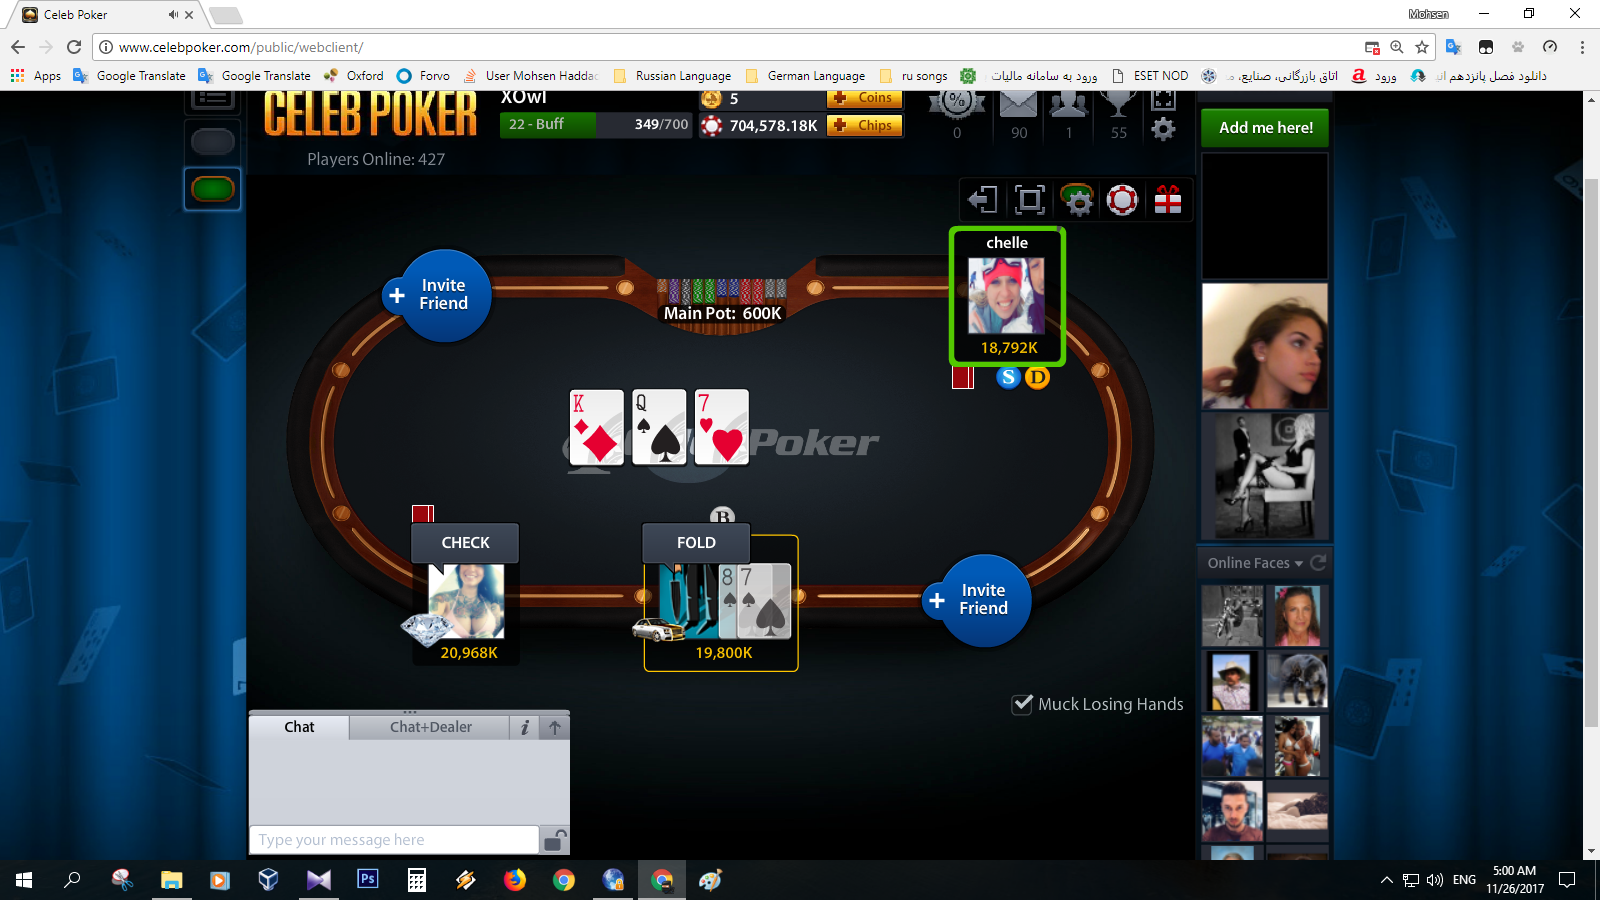 Celeb Poker
Mohsen
www.celebpoker.com/public/webclient/
Apps
Google Translate
Google Translate
Oxford
Forvo
User Mohsen Haddad
Russian Language
German Language
ru songs
ورود به سامانه مالیات
ESET NOD
اتاق بازرگانی، صنایع، م
ورود
دانلود فصل پانزدهم ان
CELEB POKER
Players Online: 427
XOwl
22 - Buff
349/700
5
Coins
704,578.18K
Chips
%
0
90
1
55
Add me here!
Invite
Friend
Main Pot: 600K
chelle
18,792K
S
D
K
Q
7
Poker
B
CHECK
FOLD
8
7
20,968K
19,800K
Invite
Friend
Muck Losing Hands
Online Faces
Chat
Chat+Dealer
i
Type your message here
Ps
ENG
5:00 AM
11/26/2017